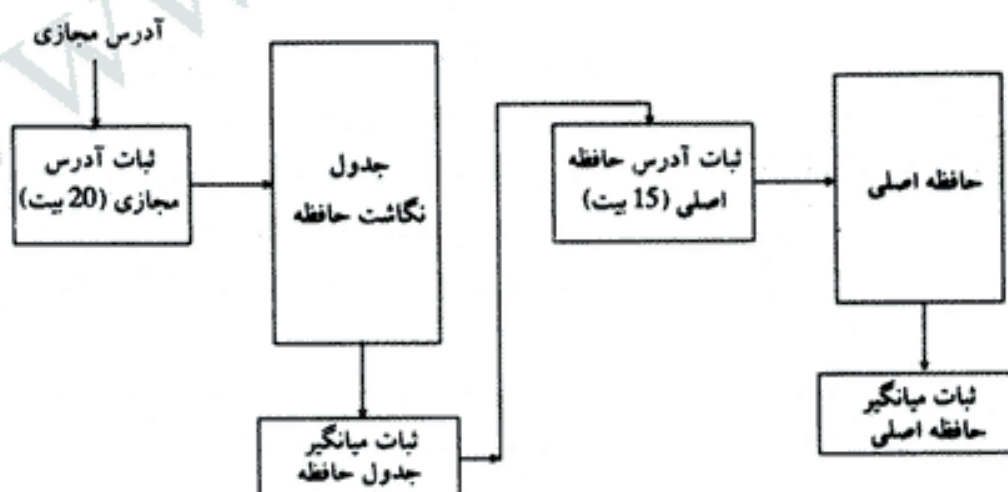 آدرس مجازی
ثبات آدرس
مجازی (20 بیت)
جدول
نگاشت حافظه
ثبات میانگیر
جدول حافظه
ثبات آدرس حافظه
اصلی (15 بیت)
حافظه اصلی
ثبات میانگیر
حافظه اصلی